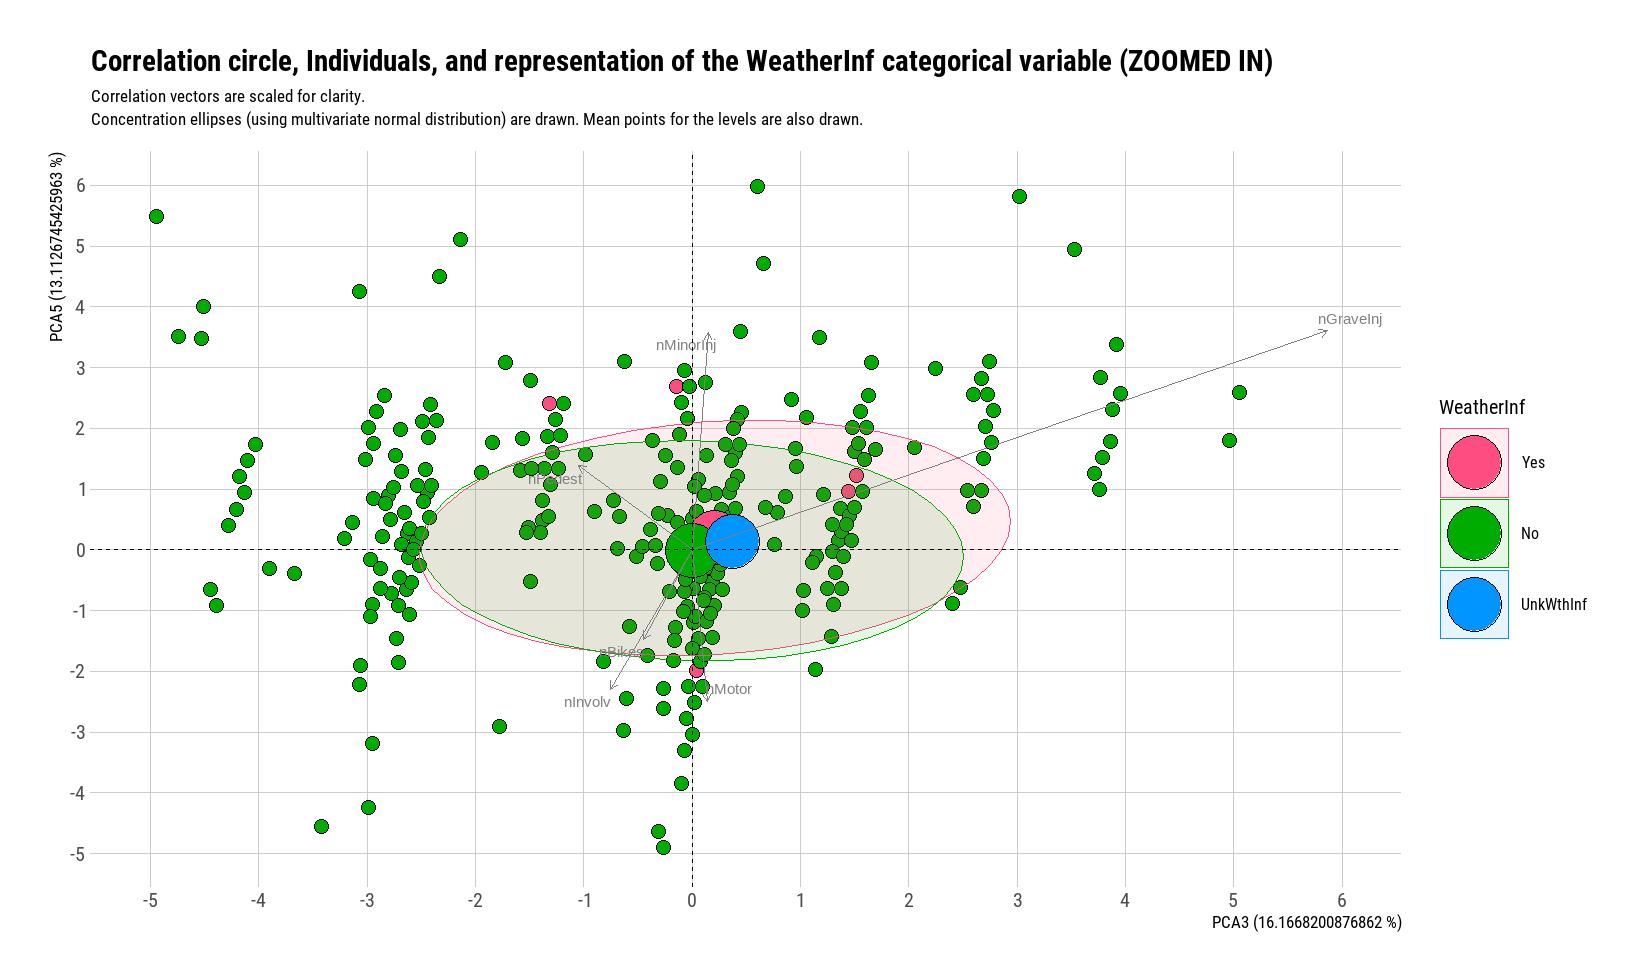 Correlation circle, Individuals, and representation of the WeatherInf categorical variable (ZOOMED IN)
Correlation vectors are scaled for clarity.
Concentration ellipses (using multivariate normal distribution) are drawn. Mean points for the levels are also drawn.
PCA5 (13.1126745425963 %)
6
5
4
3
2
1
0
-1
-2
-3
-4
-5
nGraveInj
nMinorInj
nPedest
nBikes
nMotor
nInvolv
-5
-4
-3
-2
-1
0
1
2
3
4
5
6
PCA3 (16.1668200876862 %)
WeatherInf
Yes
No
UnkWthInf